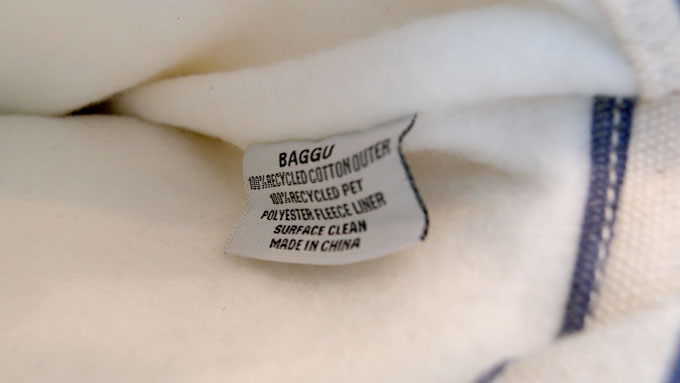 BAGGU
100%RECYCLED COTTON OUTER
100%RECYCLED PET
POLYESTER FLEECE LINER
SURFACE CLEAN
MADE IN CHINA